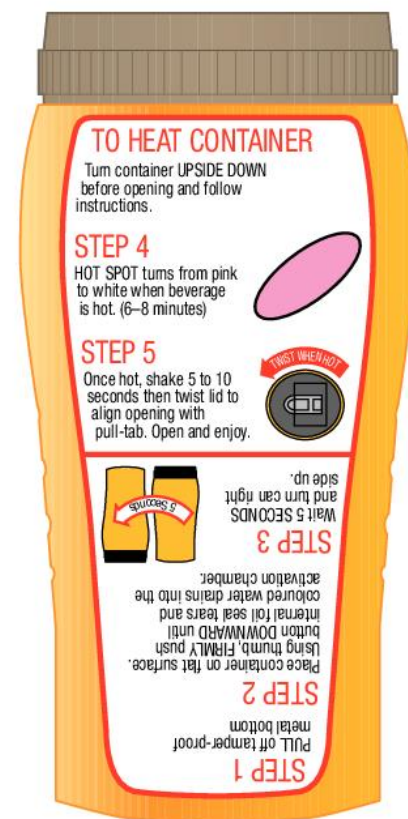 TO HEAT CONTAINER
Turn container UPSIDE DOWN
before opening and follow
instructions.
STEP 4
HOT SPOT turns from pink
to white when beverage
is hot. (6–8 minutes)
STEP 5
Once hot, shake 5 to 10
seconds then twist lid to
align opening with
pull-tab. Open and enjoy.
TWIST WHEN HOT
STEP 1
PULL off tamper-proof
metal bottom
STEP 2
Place container on flat surface.
Using thumb, FIRMLY push
button DOWNWARD until
internal foil seal tears and
coloured water drains into the
activation chamber.
STEP 3
Wait 5 SECONDS
and turn can right
side up.
5 Seconds